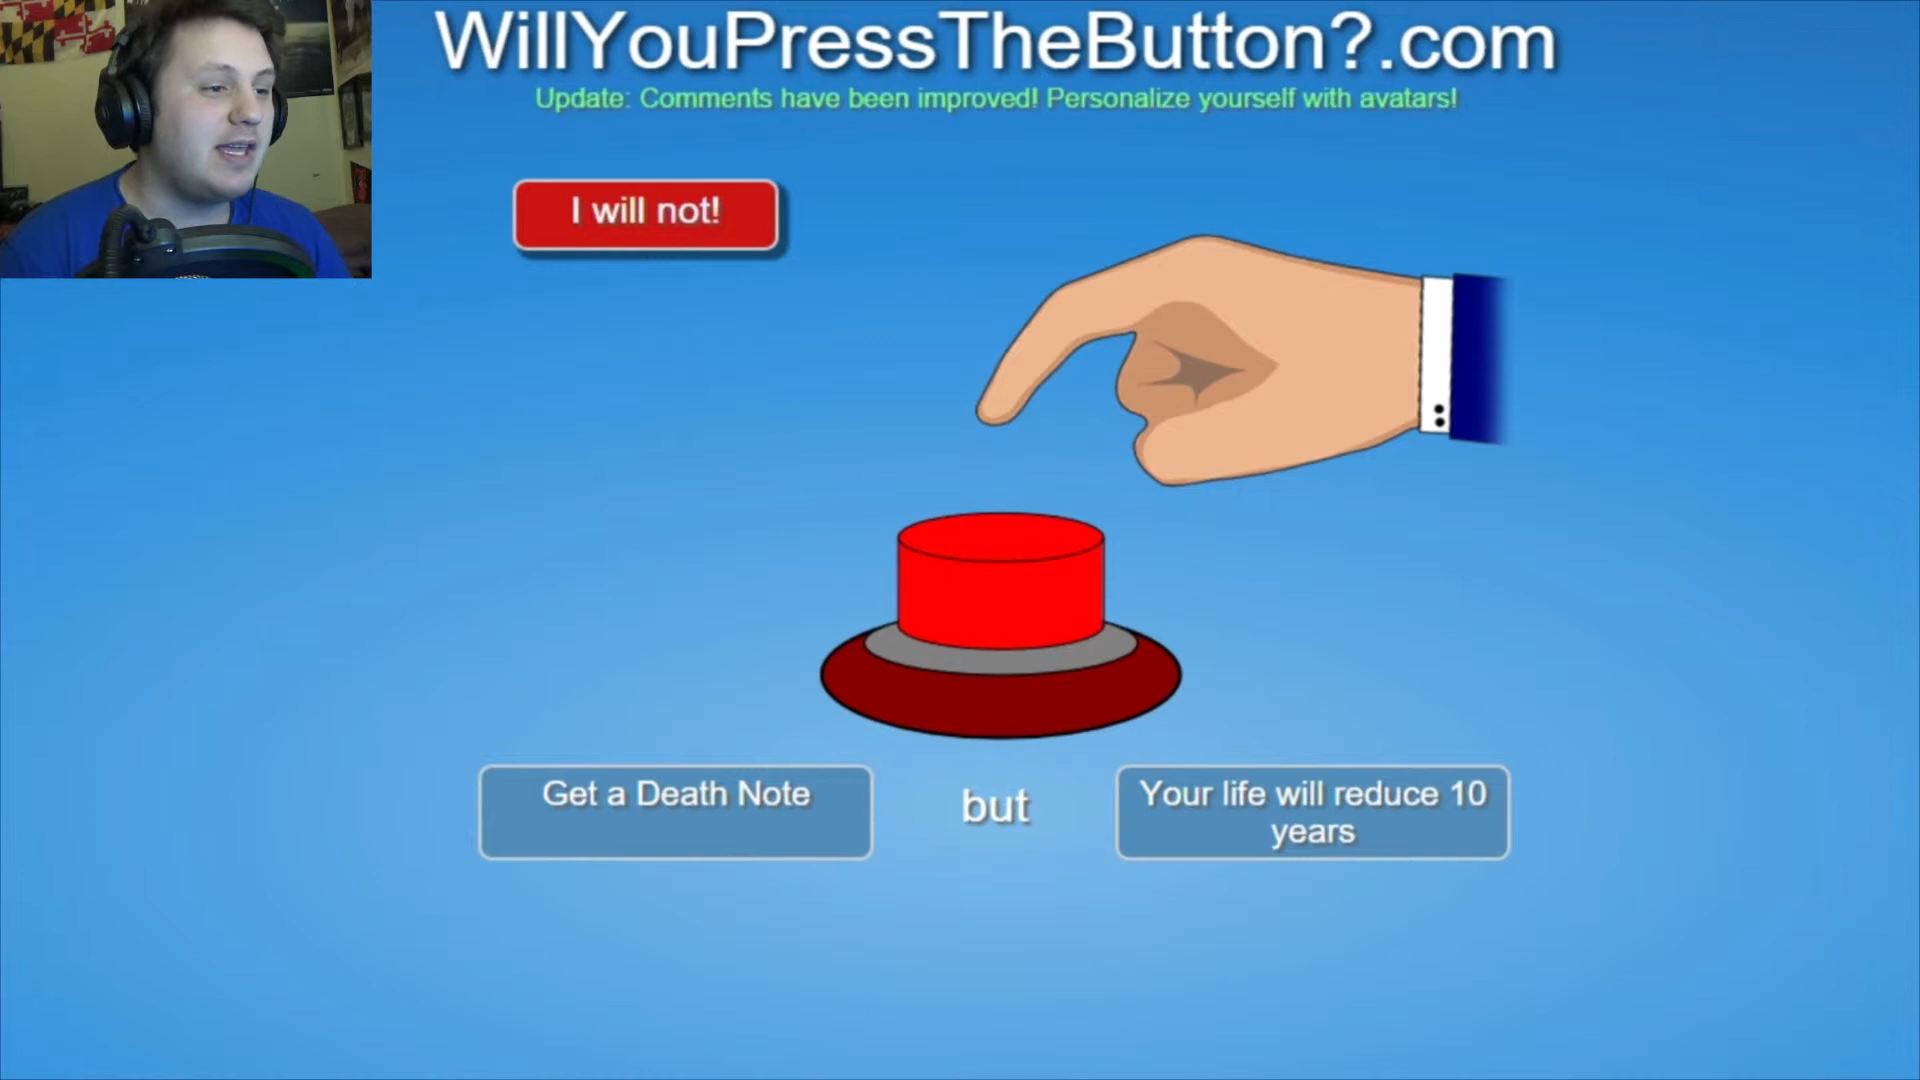 WillYouPressTheButton?.com
Update: Comments have been improved! Personalize yourself with avatars!
I will not!
Get a Death Note
but
Your life will reduce 10
years